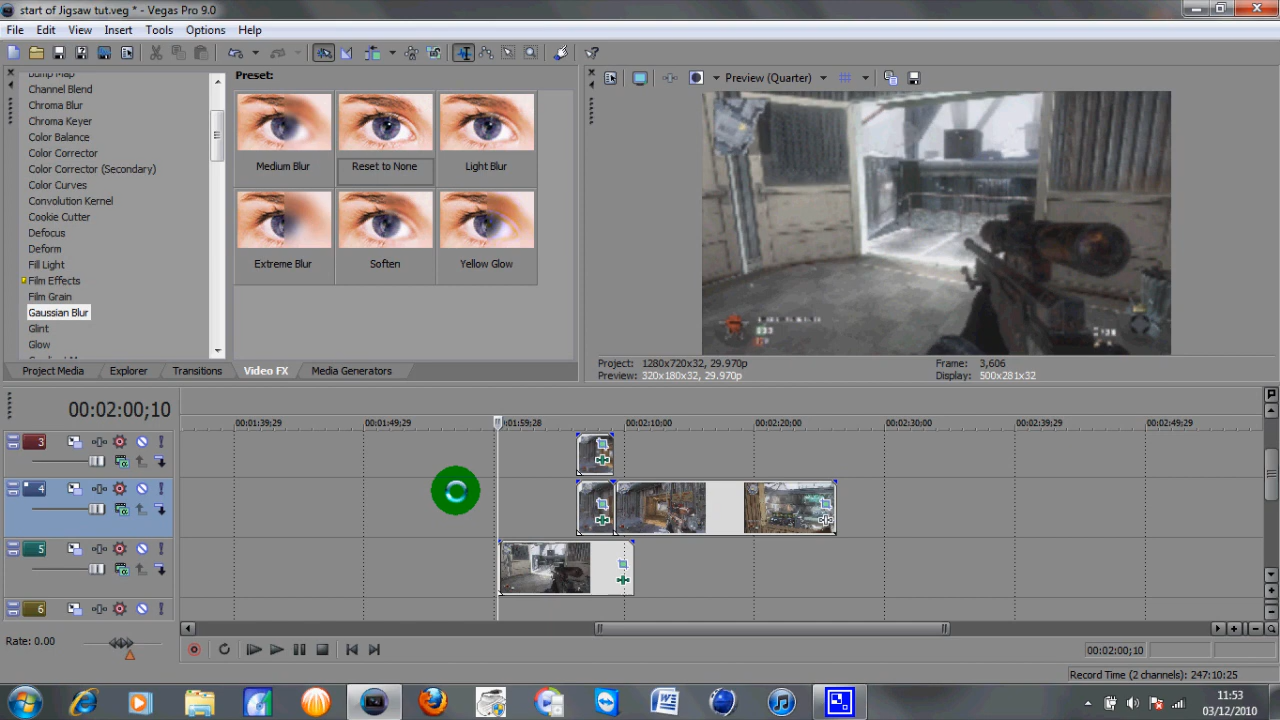 start of Jigsaw tut.veg * - Vegas Pro 9.0
File Edit View Insert Tools Options Help
Bump Map
Channel Blend
Chroma Blur
Chroma Keyer
Color Balance
Color Corrector
Color Corrector (Secondary)
Color Curves
Convolution Kernel
Cookie Cutter
Defocus
Deform
Fill Light
Film Effects
Film Grain
Gaussian Blur
Glint
Glow
Preset:
Medium Blur Reset to None Light Blur
Extreme Blur Soften Yellow Glow
Project Media Explorer Transitions Video FX Media Generators
Preview (Quarter)
Project: 1280x720x32, 29.970p Frame: 3,606
Preview: 320x180x32, 29.970p Display: 500x281x32
00:02:00;10
00:01:39;29 00:01:49;29 :01:59;28 00:02:10;00 00:02:20;00 00:02:30;00 00:02:39;29 00:02:49;29
3
4
5
6
Rate: 0.00
00:02:00;10
Record Time (2 channels): 247:10:25
11:53
03/12/2010